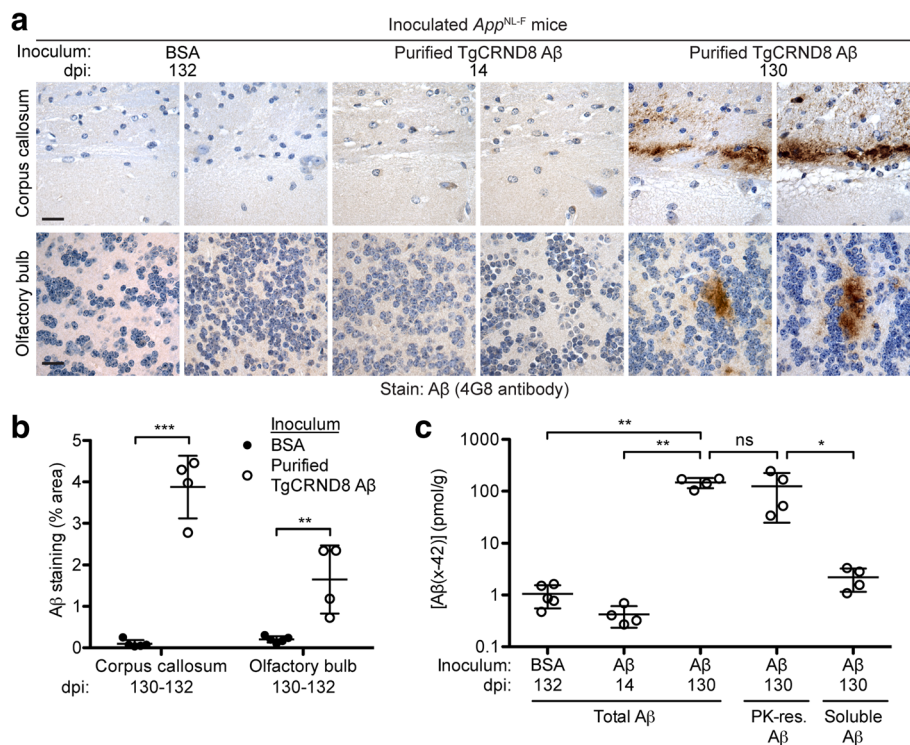 a
Inoculated App^NL-F mice
Inoculum: BSA Purified TgCRND8 Aβ Purified TgCRND8 Aβ
dpi: 132 14 130
Corpus callosum
Olfactory bulb
Stain: Aβ (4G8 antibody)
b
Aβ staining (% area)
5
4
3
2
1
0
***
**
Inoculum
BSA
Purified
TgCRND8 Aβ
Corpus callosum Olfactory bulb
dpi: 130-132 130-132
c
[Aβ(x-42)] (pmol/g)
1000
100
10
1
0.1
**
** ns *
Inoculum: BSA Aβ Aβ Aβ Aβ
dpi: 132 14 130 130 130
Total Aβ PK-res. Soluble
Aβ Aβ